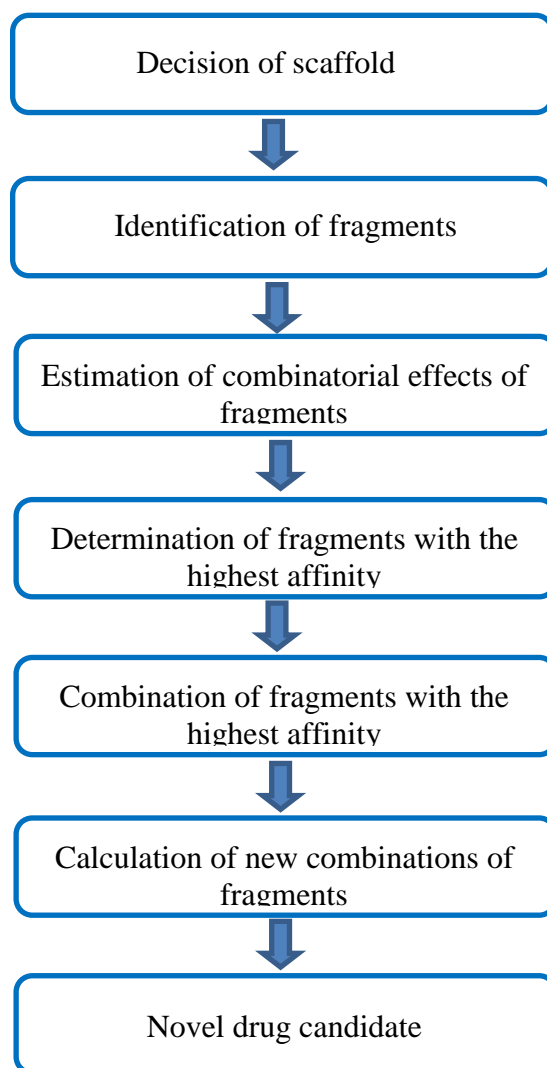 Decision of scaffold
Identification of fragments
Estimation of combinatorial effects of
fragments
Determination of fragments with the
highest affinity
Combination of fragments with the
highest affinity
Calculation of new combinations of
fragments
Novel drug candidate